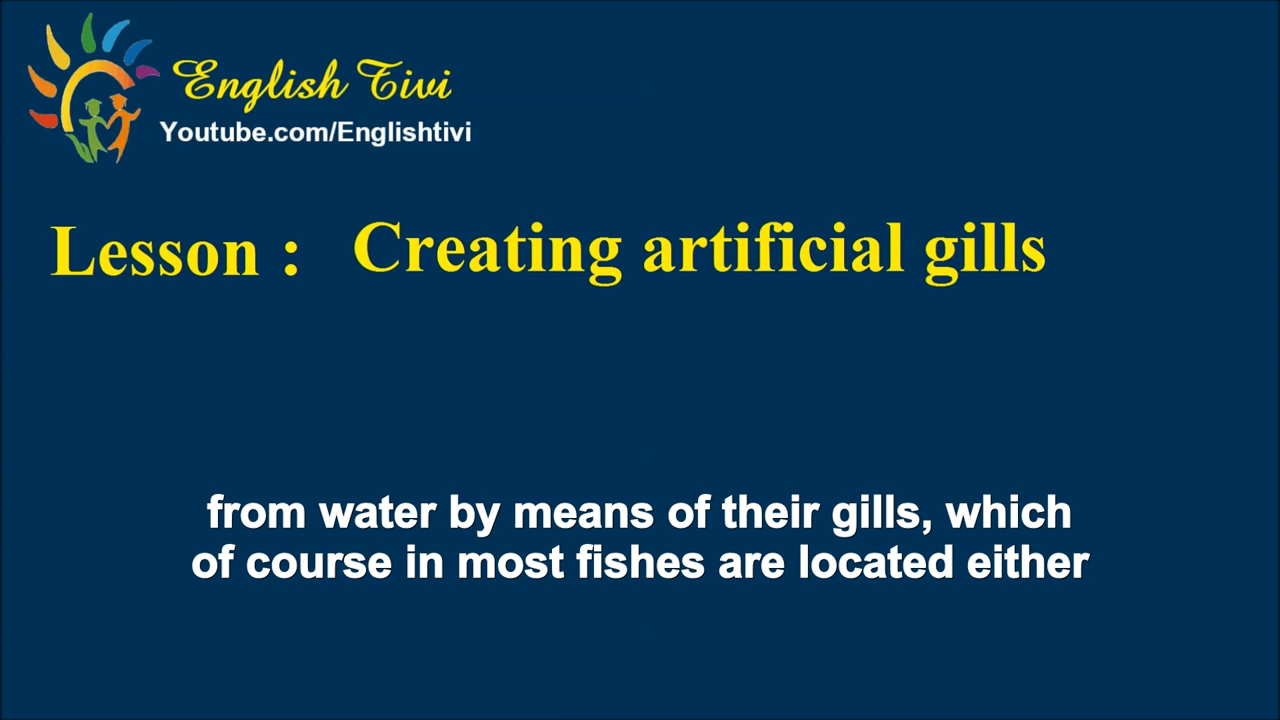 English Tivi
Youtube.com/Englishtivi
Lesson : Creating artificial gills
from water by means of their gills, which
of course in most fishes are located either